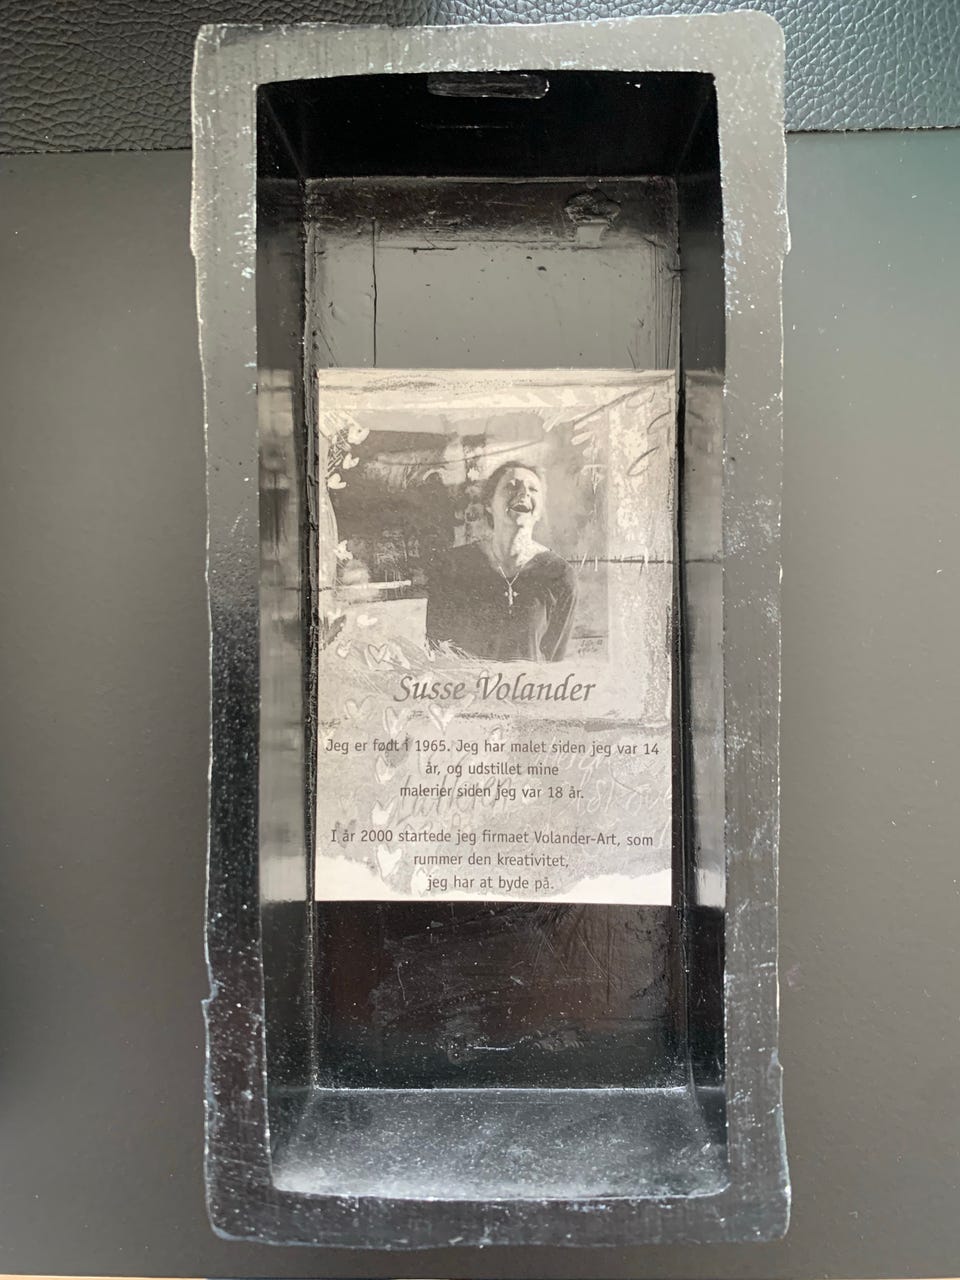 Susse Volander
Jeg er født i 1965. Jeg har malet siden jeg var 14
år, og udstillet mine
malerier siden jeg var 18 år.
I år 2000 startede jeg firmaet Volander-Art, som
rummer den kreativitet,
jeg har at byde på.